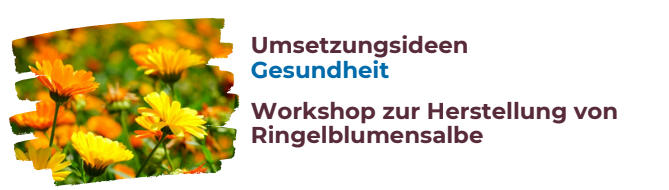 Umsetzungsideen
Gesundheit
Workshop zur Herstellung von
Ringelblumensalbe